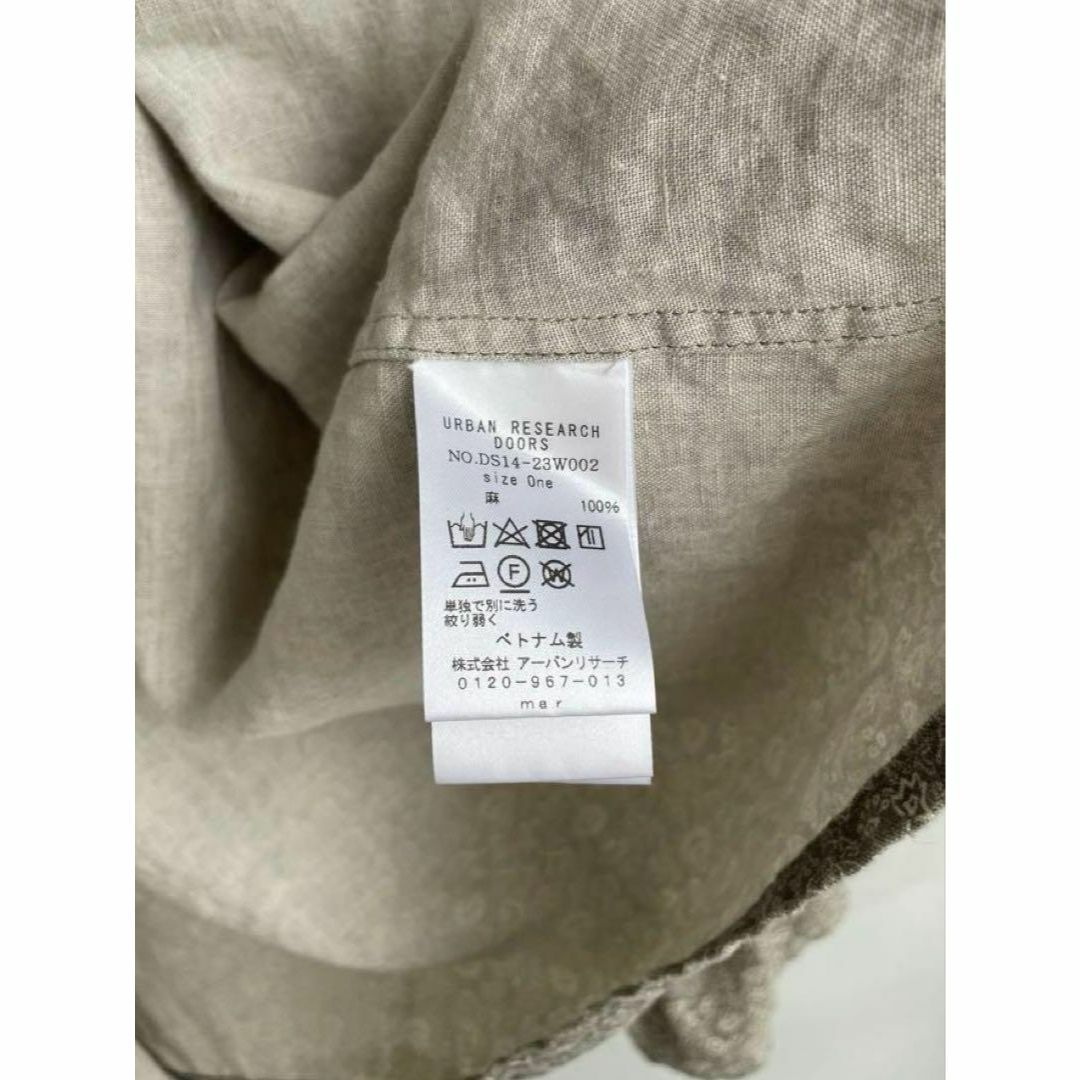 URBAN RESEARCH
DOORS
NO.DS14-23W002
size One
麻 100%
F W
単独で別に洗う
絞り弱く
ベトナム製
株式会社 アーバンリサーチ
0120-967-013
mar